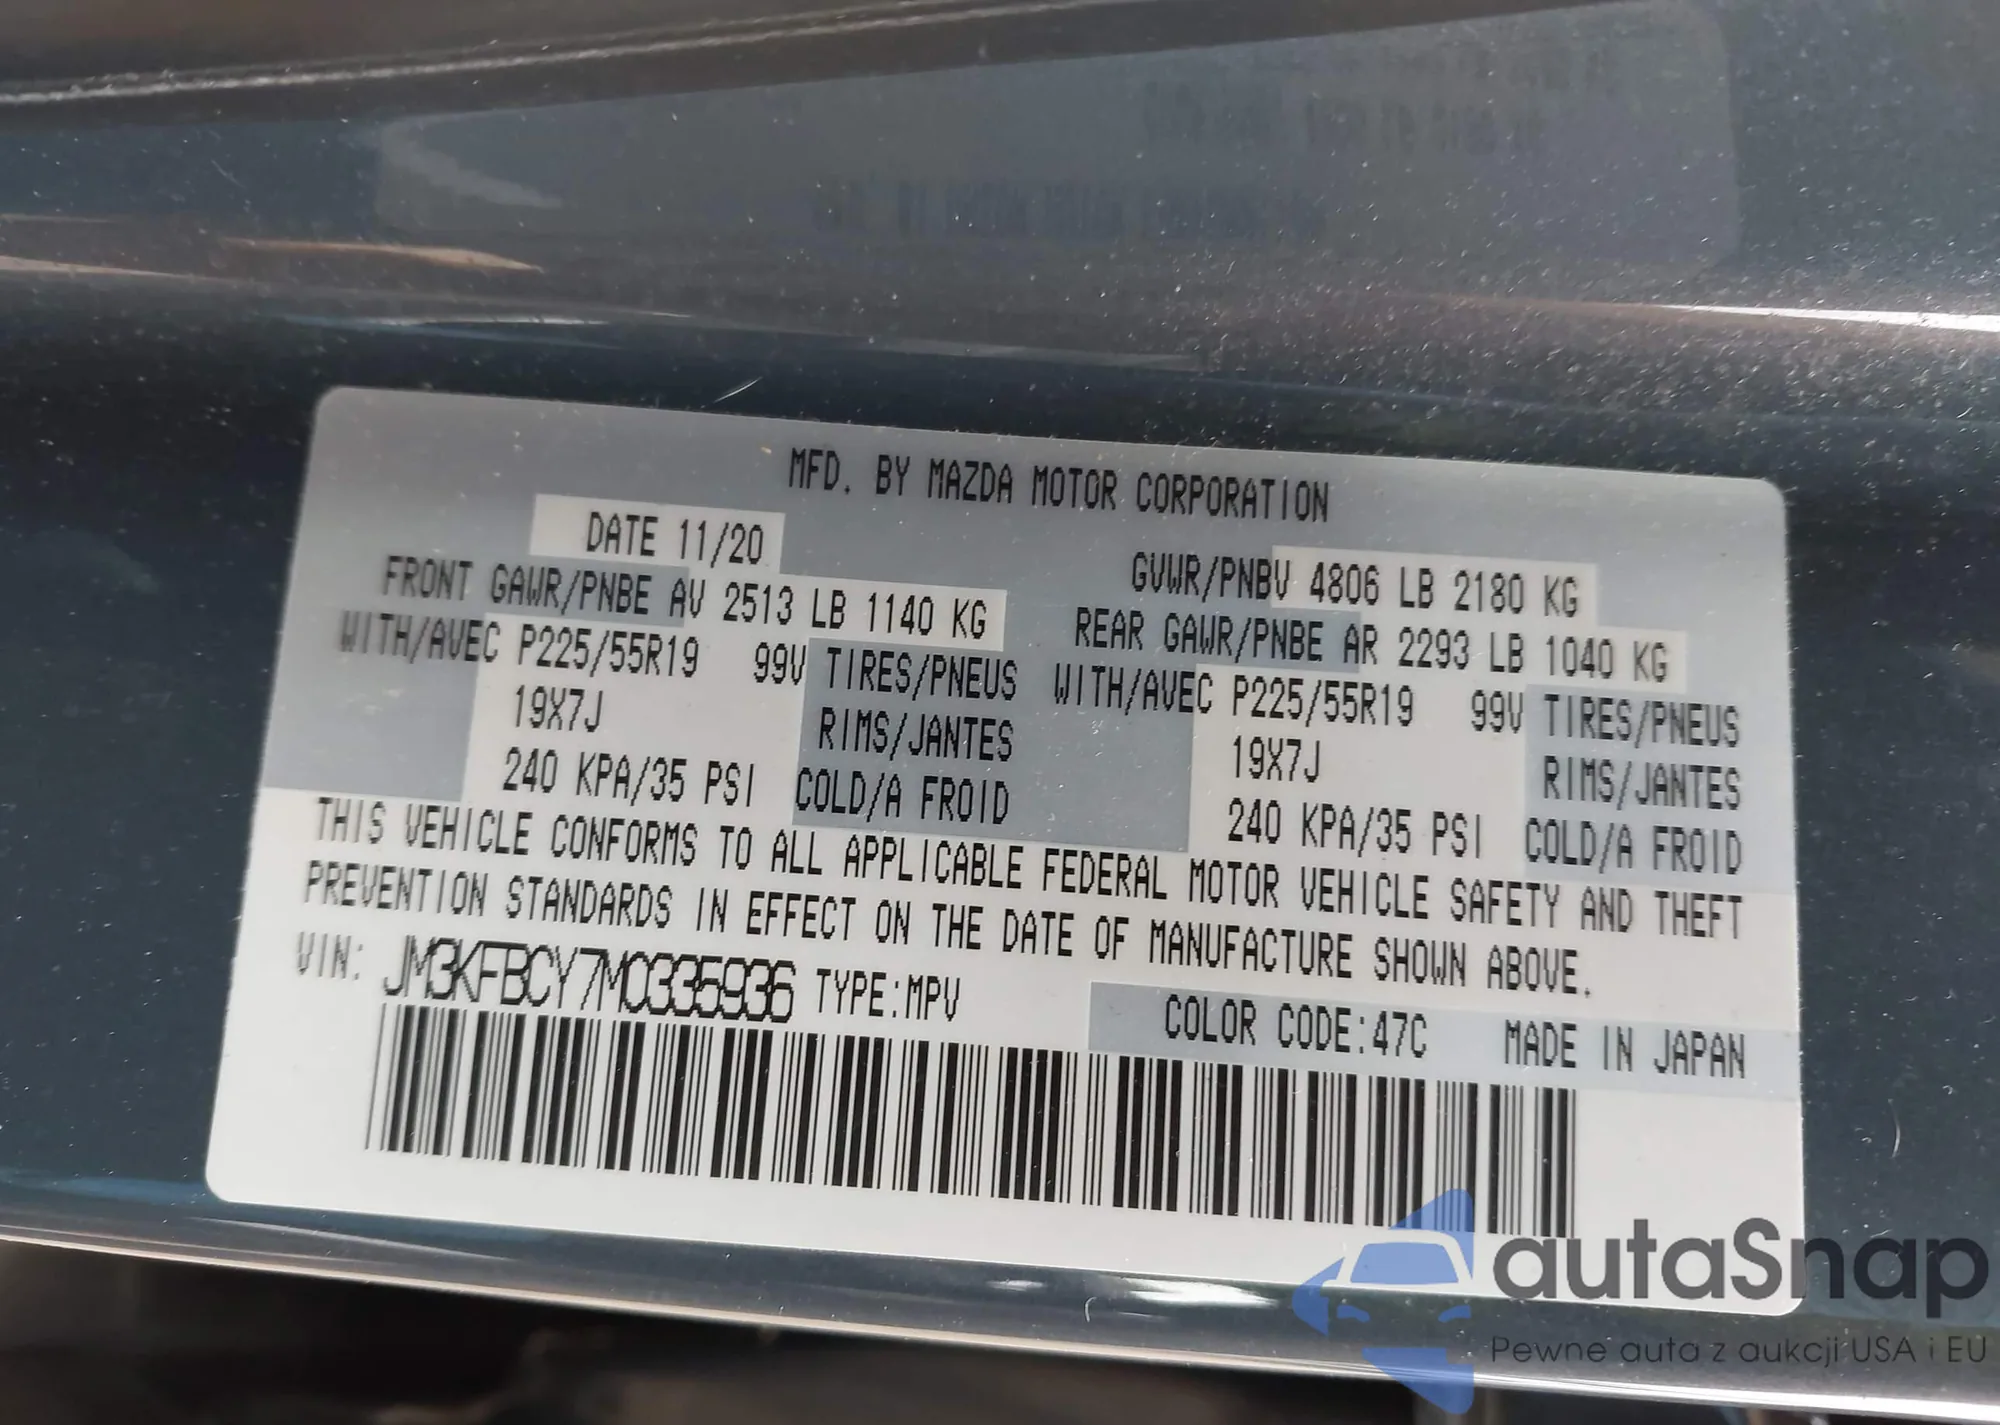 MFD. BY MAZDA MOTOR CORPORATION
DATE 11/20 GVWR/PNBV 4806 LB 2180 KG
FRONT GAWR/PNBE AV 2513 LB 1140 KG REAR GAWR/PNBE AR 2293 LB 1040 KG
WITH/AVEC P225/55R19 99V TIRES/PNEUS WITH/AVEC P225/55R19 99V TIRES/PNEUS
19X7J RIMS/JANTES 19X7J RIMS/JANTES
240 KPA/35 PSI COLD/A FROID 240 KPA/35 PSI COLD/A FROID
THIS VEHICLE CONFORMS TO ALL APPLICABLE FEDERAL MOTOR VEHICLE SAFETY AND THEFT
PREVENTION STANDARDS IN EFFECT ON THE DATE OF MANUFACTURE SHOWN ABOVE.
VIN: JM3KFBCY7M0335936 TYPE:MPV COLOR CODE:47C MADE IN JAPAN
autaSnap
Pewne auta z aukcji USA i EU